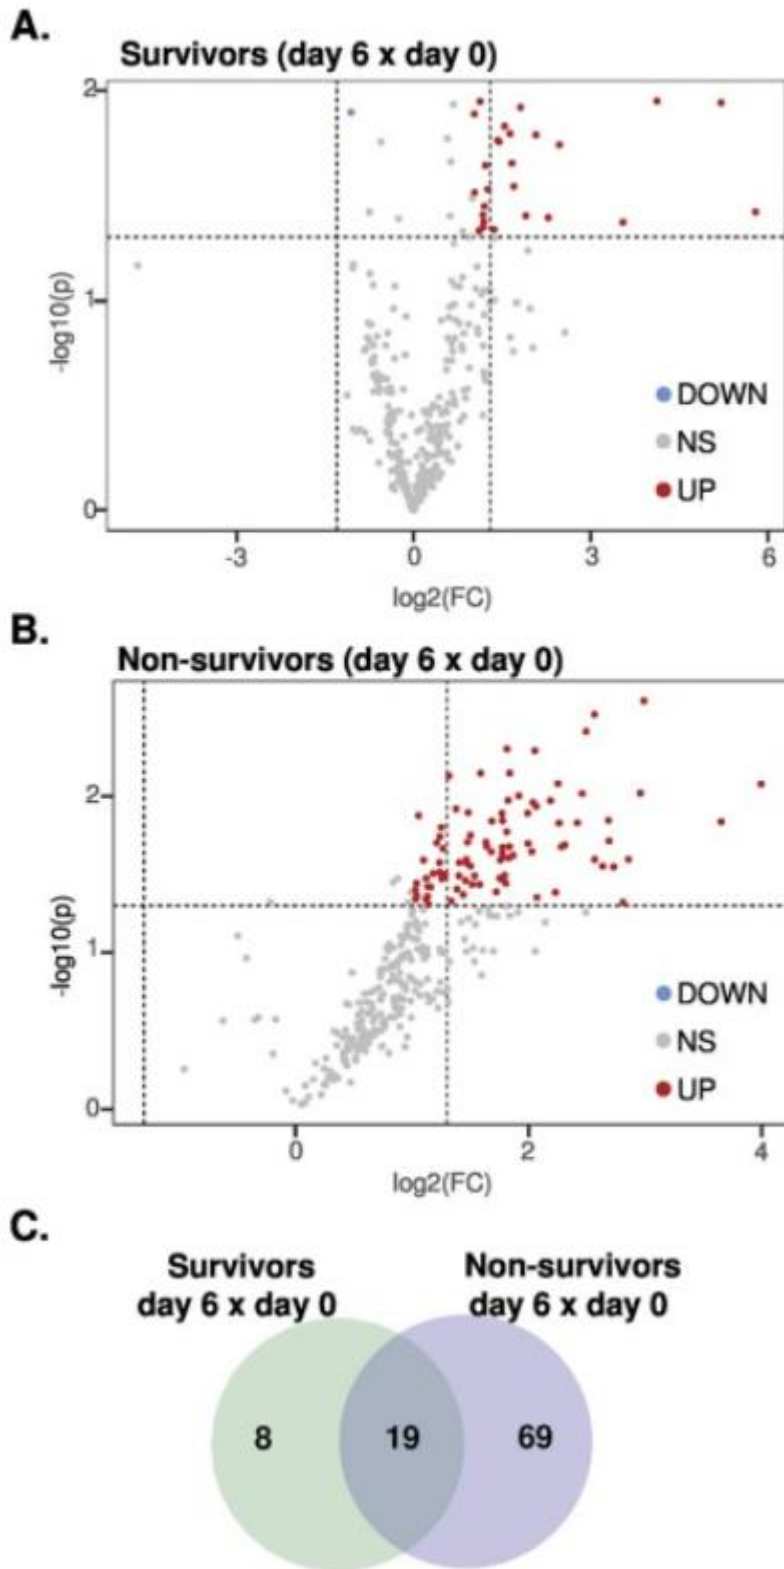 A.
Survivors (day 6 x day 0)
2
1
0
-log10(p)
DOWN
NS
UP
-3
0
3
6
log2(FC)
B.
Non-survivors (day 6 x day 0)
2
1
0
-log10(p)
DOWN
NS
UP
0
2
4
log2(FC)
C.
Survivors
day 6 x day 0
Non-survivors
day 6 x day 0
8
19
69